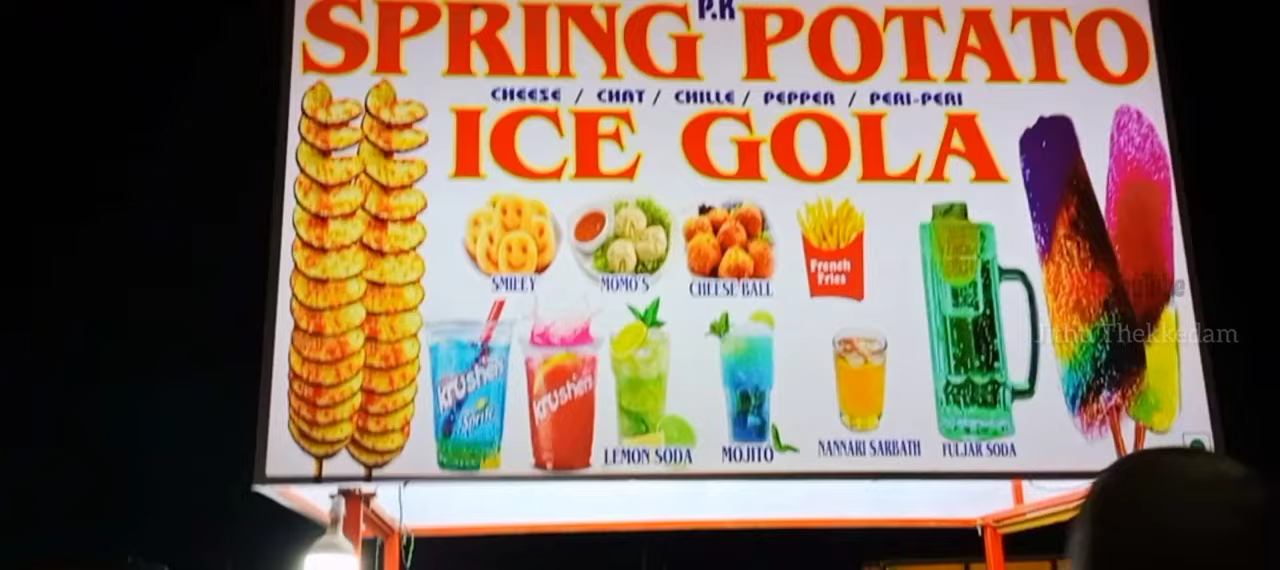 P.K
SPRING POTATO
CHEESE / CHAT / CHILLE / PEPPER / PERI-PERI
ICE GOLA
SMILEY
MOMO'S
CHEESE BALL
French
Fries
krushers
Sprite
krushers
LEMON SODA
MOJITO
NANNARI SARBATH
FULJAR SODA
Jithu Thekkedam